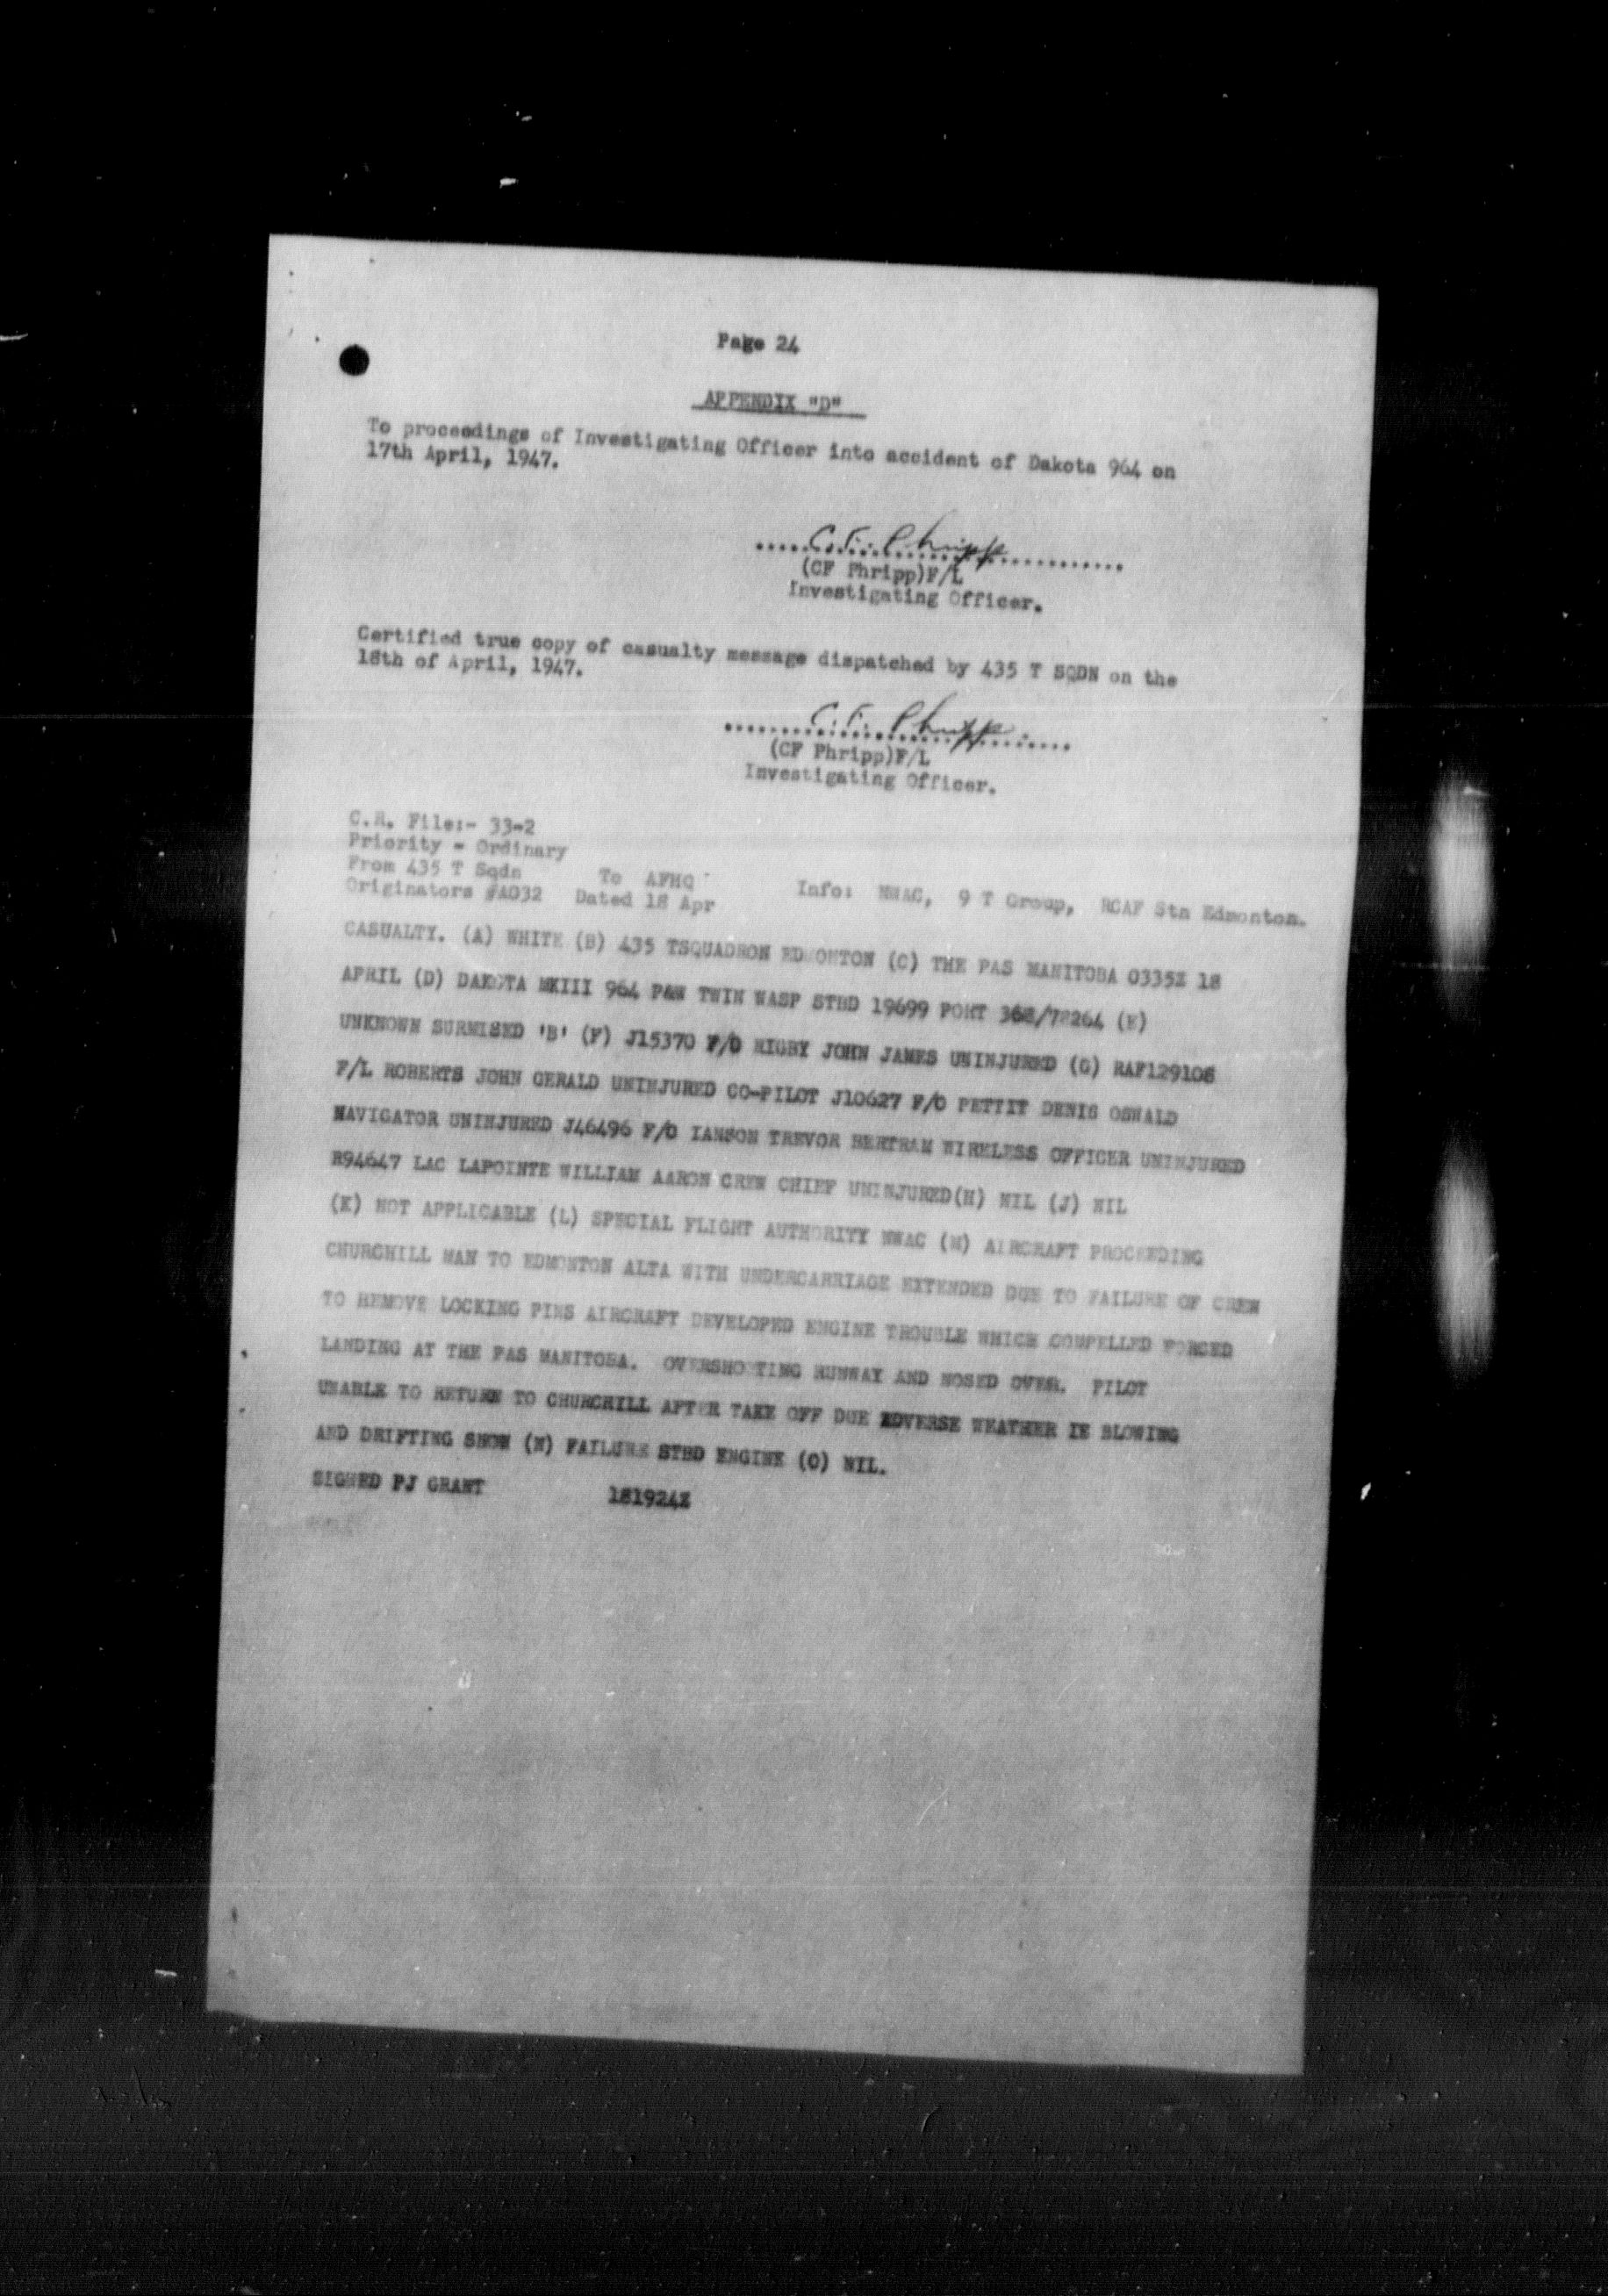 Page 24
APPENDIX "D"
To proceedings of Investigating Officer into accident of Dakota 964 on
17th April, 1947.
C.F. Phripp
(CF Phripp)F/L
Investigating Officer.
Certified true copy of casualty message dispatched by 435 T SQDN on the
18th of April, 1947.
C.F. Phripp
(CF Phripp)F/L
Investigating Officer.
C.R. File:- 33-2
Priority - Ordinary
From 435 T Sqdn To AFHQ Info: NWAC, 9 T Group, RCAF Stn Edmonton.
Originators #A032 Dated 18 Apr
CASUALTY. (A) WHITE (B) 435 TSQUADRON EDMONTON (C) THE PAS MANITOBA 0335Z 18
APRIL (D) DAKOTA MKIII 964 P&W TWIN WASP STBD 19699 PORT (E)
UNKNOWN SURMISED 'B' (F) J15370 F/O RIGBY JOHN JAMES UNINJURED (G) RAF129108
F/L ROBERTS JOHN GERALD UNINJURED CO-PILOT J10627 F/O PETTIT DENIS OSWALD
NAVIGATOR UNINJURED J46496 F/O IANSON TREVOR BERTRAM WIRELESS OFFICER UNINJURED
R94647 LAC LAPOINTE WILLIAM AARON CREW CHIEF UNINJURED(H) NIL (J) NIL
(K) NOT APPLICABLE (L) SPECIAL FLIGHT AUTHORITY NWAC (M) AIRCRAFT PROCEEDING
CHURCHILL MAN TO EDMONTON ALTA WITH UNDERCARRIAGE EXTENDED DUE TO FAILURE OF CREW
TO REMOVE LOCKING PINS AIRCRAFT DEVELOPED ENGINE TROUBLE WHICH COMPELLED FORCED
LANDING AT THE PAS MANITOBA. OVERSHOOTING RUNWAY AND NOSED OVER. PILOT
UNABLE TO RETURN TO CHURCHILL AFTER TAKE OFF DUE ADVERSE WEATHER IE BLOWING
AND DRIFTING SNOW (N) FAILURE STBD ENGINE (O) NIL.
SIGNED PJ GRANT 181924Z